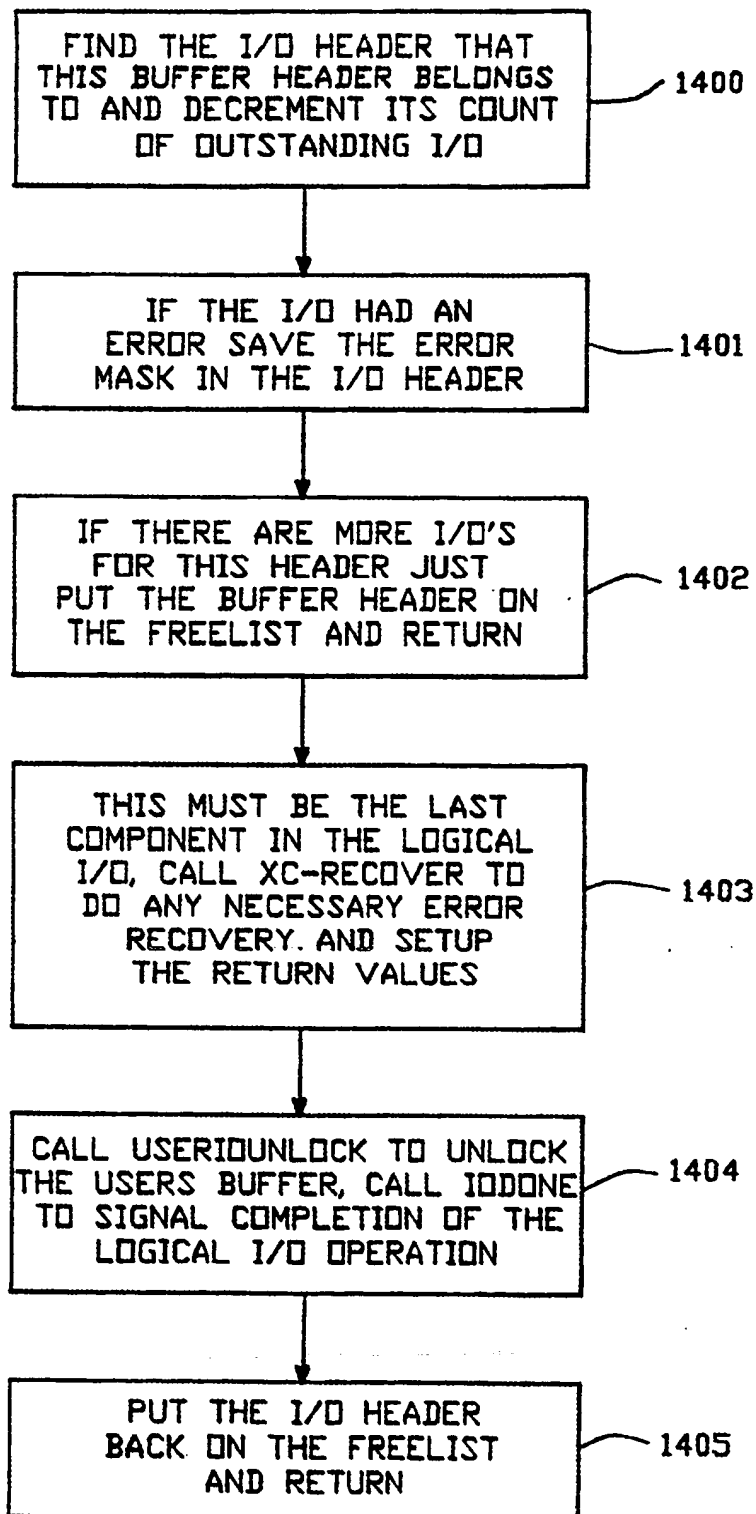 FIND THE I/O HEADER THAT
THIS BUFFER HEADER BELONGS
TO AND DECREMENT ITS COUNT
OF OUTSTANDING I/O
1400
IF THE I/O HAD AN
ERROR SAVE THE ERROR
MASK IN THE I/O HEADER
1401
IF THERE ARE MORE I/O'S
FOR THIS HEADER JUST
PUT THE BUFFER HEADER ON
THE FREELIST AND RETURN
1402
THIS MUST BE THE LAST
COMPONENT IN THE LOGICAL
I/O, CALL XC-RECOVER TO
DO ANY NECESSARY ERROR
RECOVERY. AND SETUP
THE RETURN VALUES
1403
CALL USERIOUNLOCK TO UNLOCK
THE USERS BUFFER, CALL IODONE
TO SIGNAL COMPLETION OF THE
LOGICAL I/O OPERATION
1404
PUT THE I/O HEADER
BACK ON THE FREELIST
AND RETURN
1405